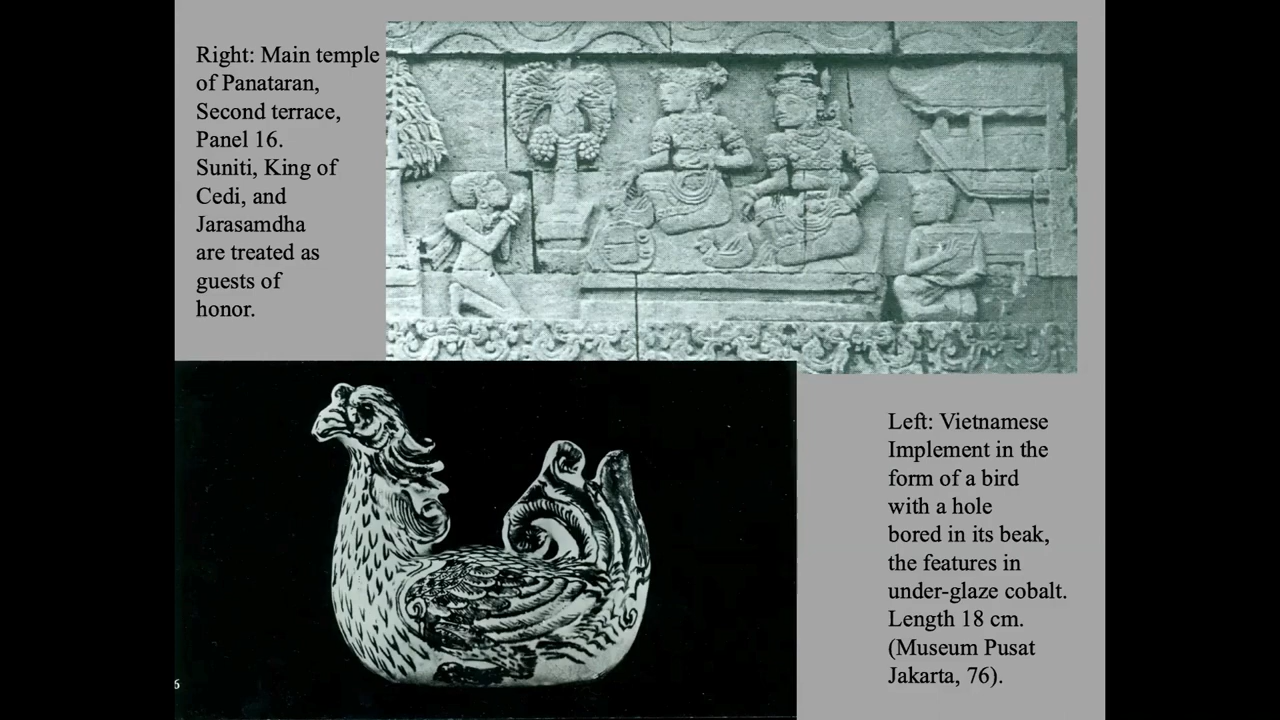 Right: Main temple
of Panataran,
Second terrace,
Panel 16.
Suniti, King of
Cedi, and
Jarasamdha
are treated as
guests of
honor.
Left: Vietnamese
Implement in the
form of a bird
with a hole
bored in its beak,
the features in
under-glaze cobalt.
Length 18 cm.
(Museum Pusat
Jakarta, 76).
6